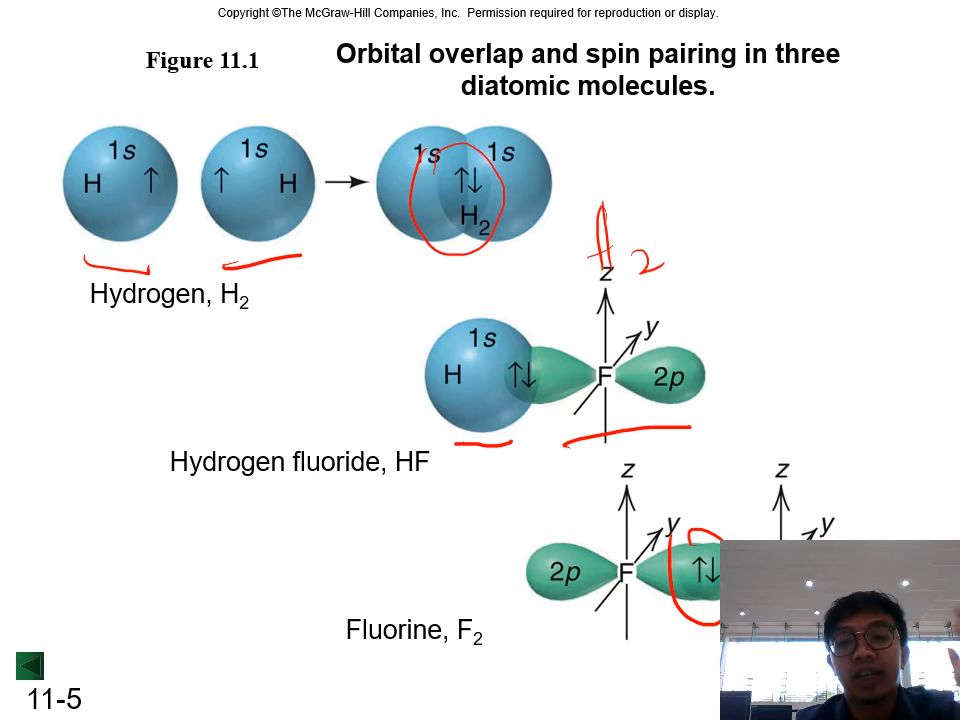 Copyright ©The McGraw-Hill Companies, Inc. Permission required for reproduction or display.
Figure 11.1
Orbital overlap and spin pairing in three
diatomic molecules.
1s 1s 1s 1s
H ↑ ↑ H → ↑↓
H₂
2
Hydrogen, H₂
z
y
1s
H ↑↓ F 2p
Hydrogen fluoride, HF
z z
y y
2p F ↑↓
Fluorine, F₂
11-5